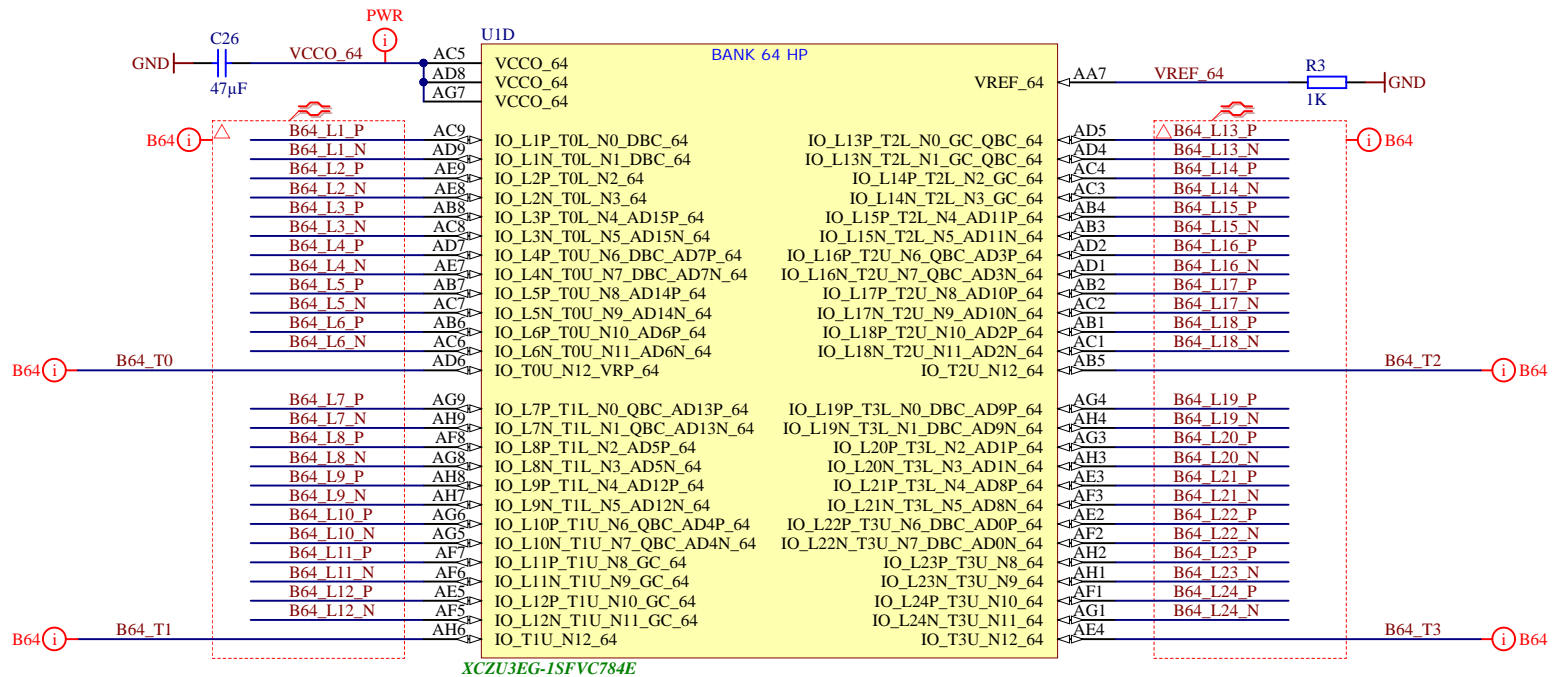 PWR
C26
U1D
BANK 64 HP
GND VCCO_64 AC5 VCCO_64
47µF AD8 VCCO_64 VREF_64 AA7 VREF_64 R3 GND
AG7 VCCO_64 1K
B64 B64_L1_P AC9 IO_L1P_T0L_N0_DBC_64 IO_L13P_T2L_N0_GC_QBC_64 AD5 B64_L13_P B64
B64_L1_N AD9 IO_L1N_T0L_N1_DBC_64 IO_L13N_T2L_N1_GC_QBC_64 AD4 B64_L13_N
B64_L2_P AE9 IO_L2P_T0L_N2_64 IO_L14P_T2L_N2_GC_64 AC4 B64_L14_P
B64_L2_N AE8 IO_L2N_T0L_N3_64 IO_L14N_T2L_N3_GC_64 AC3 B64_L14_N
B64_L3_P AB8 IO_L3P_T0L_N4_AD15P_64 IO_L15P_T2L_N4_AD11P_64 AB4 B64_L15_P
B64_L3_N AC8 IO_L3N_T0L_N5_AD15N_64 IO_L15N_T2L_N5_AD11N_64 AB3 B64_L15_N
B64_L4_P AD7 IO_L4P_T0U_N6_DBC_AD7P_64 IO_L16P_T2U_N6_QBC_AD3P_64 AD2 B64_L16_P
B64_L4_N AE7 IO_L4N_T0U_N7_DBC_AD7N_64 IO_L16N_T2U_N7_QBC_AD3N_64 AD1 B64_L16_N
B64_L5_P AB7 IO_L5P_T0U_N8_AD14P_64 IO_L17P_T2U_N8_AD10P_64 AB2 B64_L17_P
B64_L5_N AC7 IO_L5N_T0U_N9_AD14N_64 IO_L17N_T2U_N9_AD10N_64 AC2 B64_L17_N
B64_L6_P AB6 IO_L6P_T0U_N10_AD6P_64 IO_L18P_T2U_N10_AD2P_64 AB1 B64_L18_P
B64_L6_N AC6 IO_L6N_T0U_N11_AD6N_64 IO_L18N_T2U_N11_AD2N_64 AC1 B64_L18_N
B64 B64_T0 AD6 IO_T0U_N12_VRP_64 IO_T2U_N12_64 AB5 B64_T2 B64
B64_L7_P AG9 IO_L7P_T1L_N0_QBC_AD13P_64 IO_L19P_T3L_N0_DBC_AD9P_64 AG4 B64_L19_P
B64_L7_N AH9 IO_L7N_T1L_N1_QBC_AD13N_64 IO_L19N_T3L_N1_DBC_AD9N_64 AH4 B64_L19_N
B64_L8_P AF8 IO_L8P_T1L_N2_AD5P_64 IO_L20P_T3L_N2_AD1P_64 AG3 B64_L20_P
B64_L8_N AG8 IO_L8N_T1L_N3_AD5N_64 IO_L20N_T3L_N3_AD1N_64 AH3 B64_L20_N
B64_L9_P AH8 IO_L9P_T1L_N4_AD12P_64 IO_L21P_T3L_N4_AD8P_64 AE3 B64_L21_P
B64_L9_N AH7 IO_L9N_T1L_N5_AD12N_64 IO_L21N_T3L_N5_AD8N_64 AF3 B64_L21_N
B64_L10_P AG6 IO_L10P_T1U_N6_QBC_AD4P_64 IO_L22P_T3U_N6_DBC_AD0P_64 AE2 B64_L22_P
B64_L10_N AG5 IO_L10N_T1U_N7_QBC_AD4N_64 IO_L22N_T3U_N7_DBC_AD0N_64 AF2 B64_L22_N
B64_L11_P AF7 IO_L11P_T1U_N8_GC_64 IO_L23P_T3U_N8_64 AH2 B64_L23_P
B64_L11_N AF6 IO_L11N_T1U_N9_GC_64 IO_L23N_T3U_N9_64 AH1 B64_L23_N
B64_L12_P AE5 IO_L12P_T1U_N10_GC_64 IO_L24P_T3U_N10_64 AF1 B64_L24_P
B64_L12_N AF5 IO_L12N_T1U_N11_GC_64 IO_L24N_T3U_N11_64 AG1 B64_L24_N
B64 B64_T1 AH6 IO_T1U_N12_64 IO_T3U_N12_64 AE4 B64_T3 B64
XCZU3EG-1SFVC784E